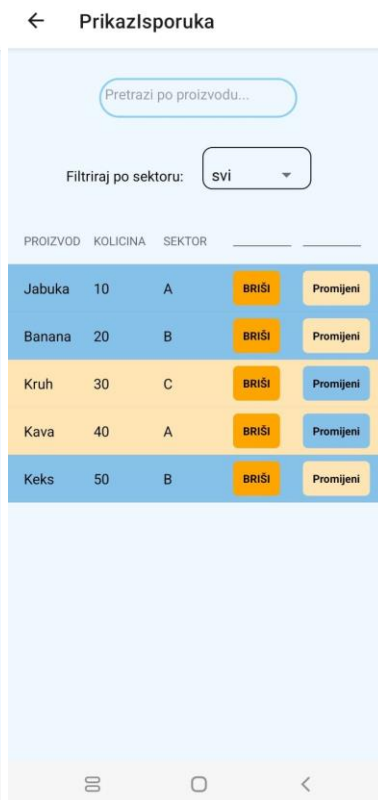 PrikazIsporuka
Pretrazi po proizvodu...
Filtriraj po sektoru: svi
PROIZVOD KOLICINA SEKTOR
Jabuka 10 A BRIŠI Promijeni
Banana 20 B BRIŠI Promijeni
Kruh 30 C BRIŠI Promijeni
Kava 40 A BRIŠI Promijeni
Keks 50 B BRIŠI Promijeni